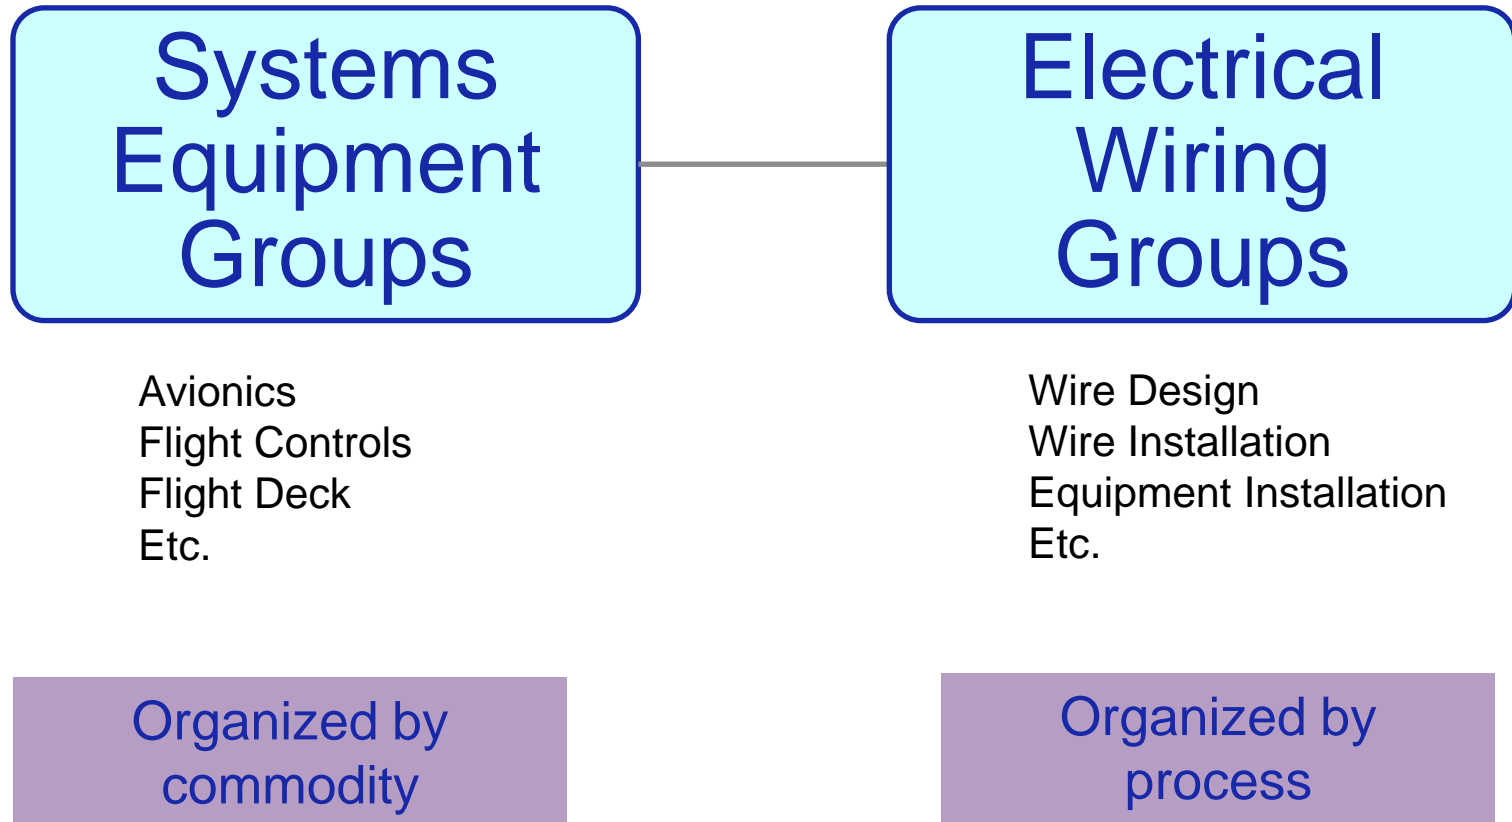 Systems
Equipment
Groups
Electrical
Wiring
Groups
Avionics
Flight Controls
Flight Deck
Etc.
Wire Design
Wire Installation
Equipment Installation
Etc.
Organized by
commodity
Organized by
process